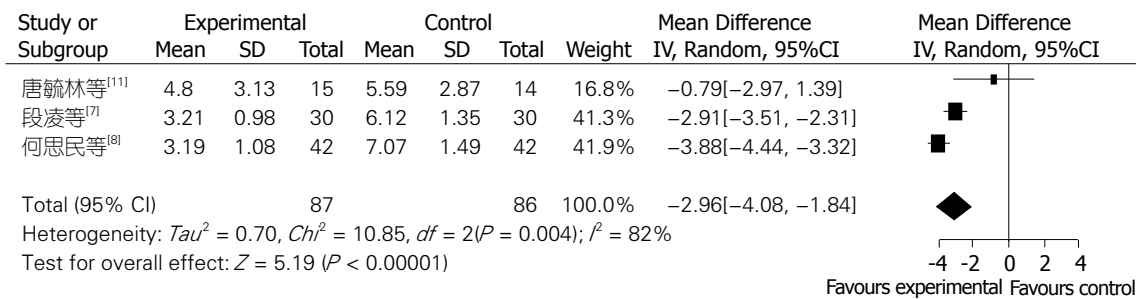 Study or Experimental Control Mean Difference Mean Difference
Subgroup Mean SD Total Mean SD Total Weight IV, Random, 95%CI IV, Random, 95%CI
唐毓林等[11] 4.8 3.13 15 5.59 2.87 14 16.8% −0.79[−2.97, 1.39]
段凌等[7] 3.21 0.98 30 6.12 1.35 30 41.3% −2.91[−3.51, −2.31]
何思民等[8] 3.19 1.08 42 7.07 1.49 42 41.9% −3.88[−4.44, −3.32]
Total (95% CI) 87 86 100.0% −2.96[−4.08, −1.84]
Heterogeneity: Tau² = 0.70, Chi² = 10.85, df = 2(P = 0.004); I² = 82%
Test for overall effect: Z = 5.19 (P < 0.00001)
-4 -2 0 2 4
Favours experimental Favours control